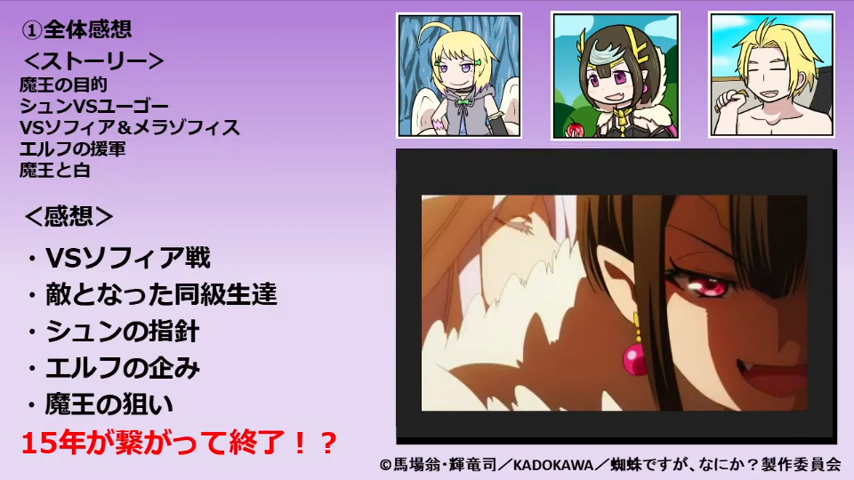 ①全体感想
＜ストーリー＞
魔王の目的
シュンVSユーゴー
VSソフィア＆メラゾフィス
エルフの援軍
魔王と白
＜感想＞
・VSソフィア戦
・敵となった同級生達
・シュンの指針
・エルフの企み
・魔王の狙い
15年が繋がって終了！？
©馬場翁・輝竜司／KADOKAWA／蜘蛛ですが、なにか？製作委員会